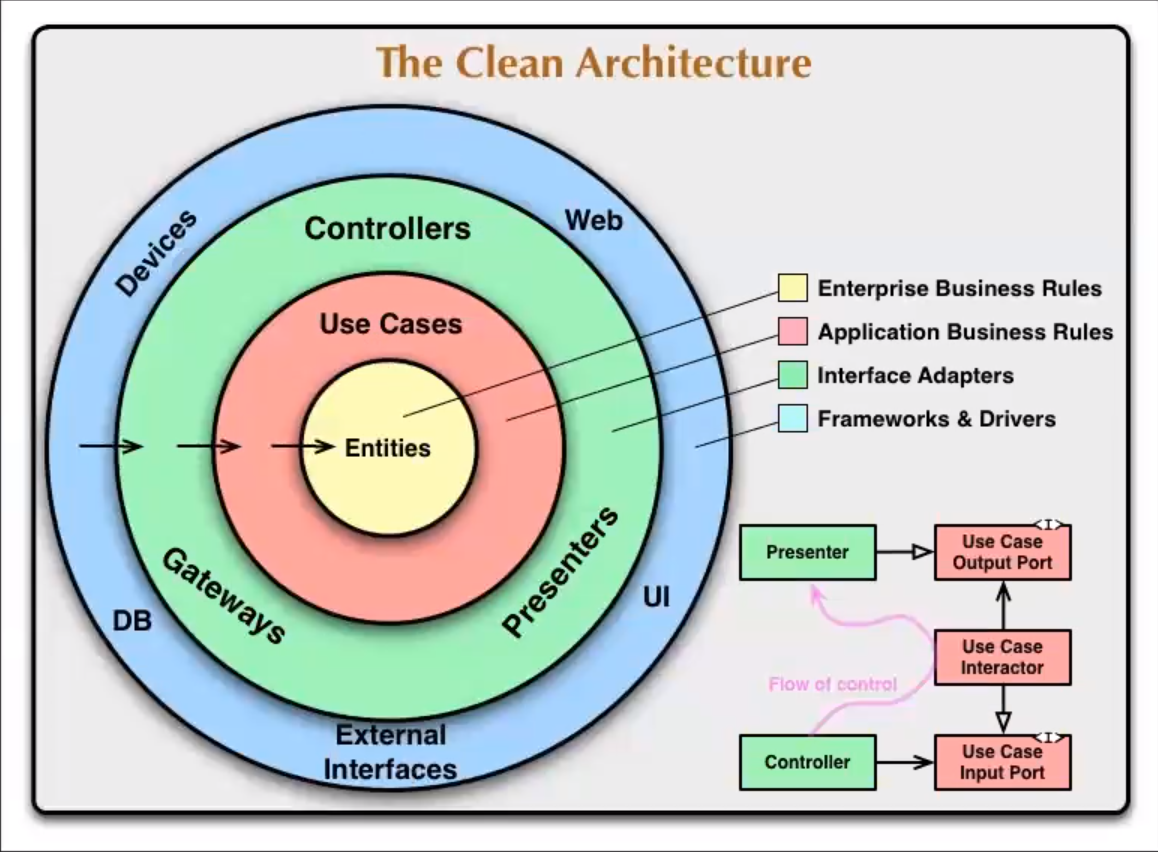 The Clean Architecture
Devices
Controllers
Web
Use Cases
Entities
Gateways
Presenters
DB
UI
External
Interfaces
Enterprise Business Rules
Application Business Rules
Interface Adapters
Frameworks & Drivers
Presenter
<I>
Use Case
Output Port
Use Case
Interactor
Flow of control
Controller
<I>
Use Case
Input Port